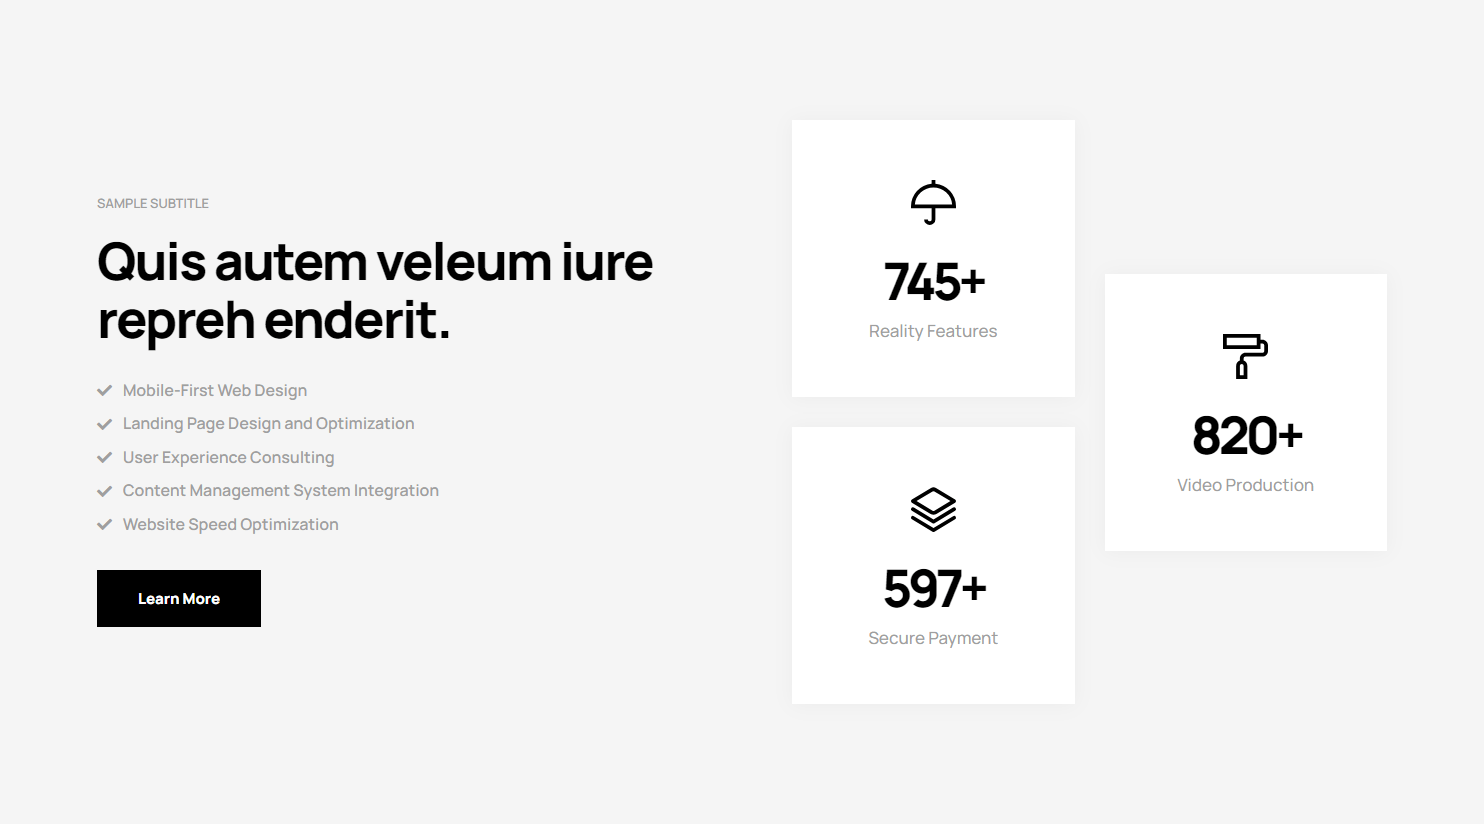 SAMPLE SUBTITLE
Quis autem veleum iure
repreh enderit.
Mobile-First Web Design
Landing Page Design and Optimization
User Experience Consulting
Content Management System Integration
Website Speed Optimization
Learn More
745+
Reality Features
597+
Secure Payment
820+
Video Production